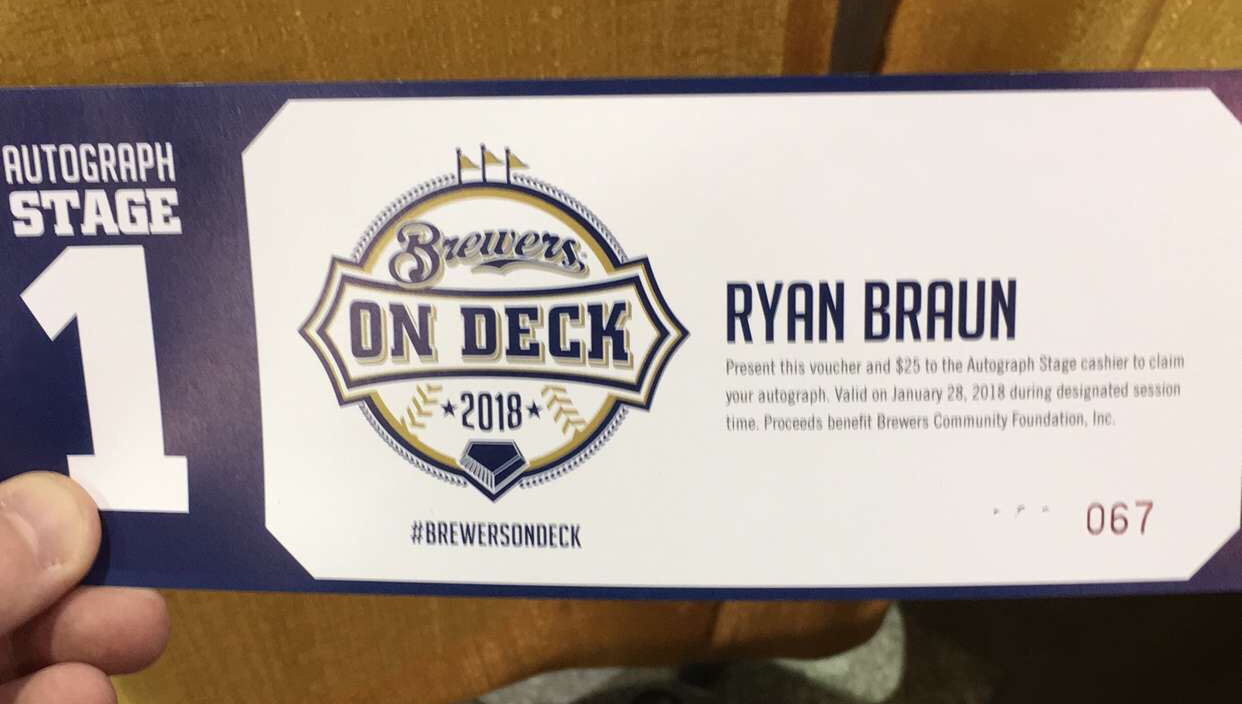 AUTOGRAPH
STAGE
1
Brewers
ON DECK
★2018★
#BREWERSONDECK
RYAN BRAUN
Present this voucher and $25 to the Autograph Stage cashier to claim
your autograph. Valid on January 28, 2018 during designated session
time. Proceeds benefit Brewers Community Foundation, Inc.
067